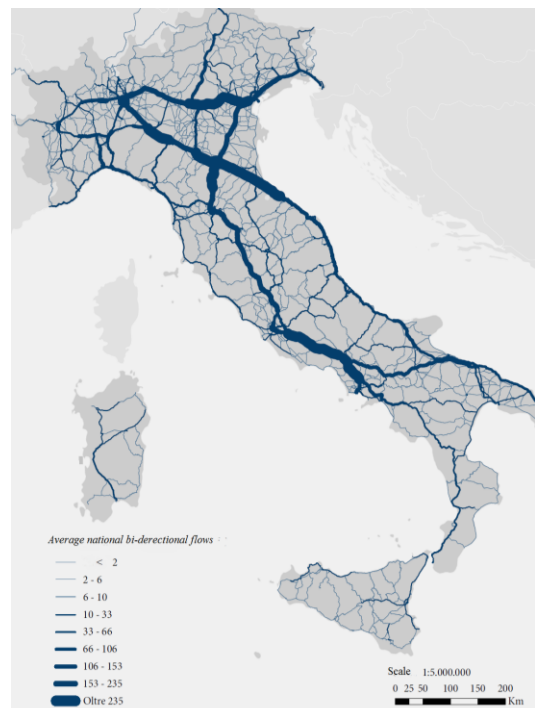 Average national bi-derectional flows
< 2
2 - 6
6 - 10
10 - 33
33 - 66
66 - 106
106 - 153
153 - 235
Oltre 235
Scale 1:5.000.000
0 25 50 100 150 200
Km